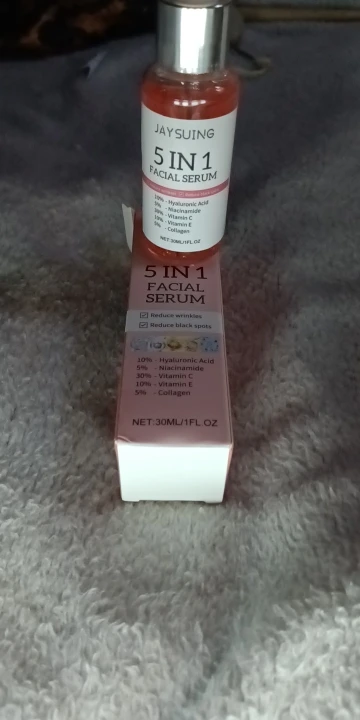 JAYSUING
5 IN 1
FACIAL SERUM
10% - Hyaluronic Acid
5% - Niacinamide
30% - Vitamin C
10% - Vitamin E
5% - Collagen
NET:30ML/1FL OZ
5 IN 1
FACIAL
SERUM
Reduce wrinkles
Reduce black spots
10% - Hyaluronic Acid
5% - Niacinamide
30% - Vitamin C
10% - Vitamin E
5% - Collagen
NET:30ML/1FL OZ